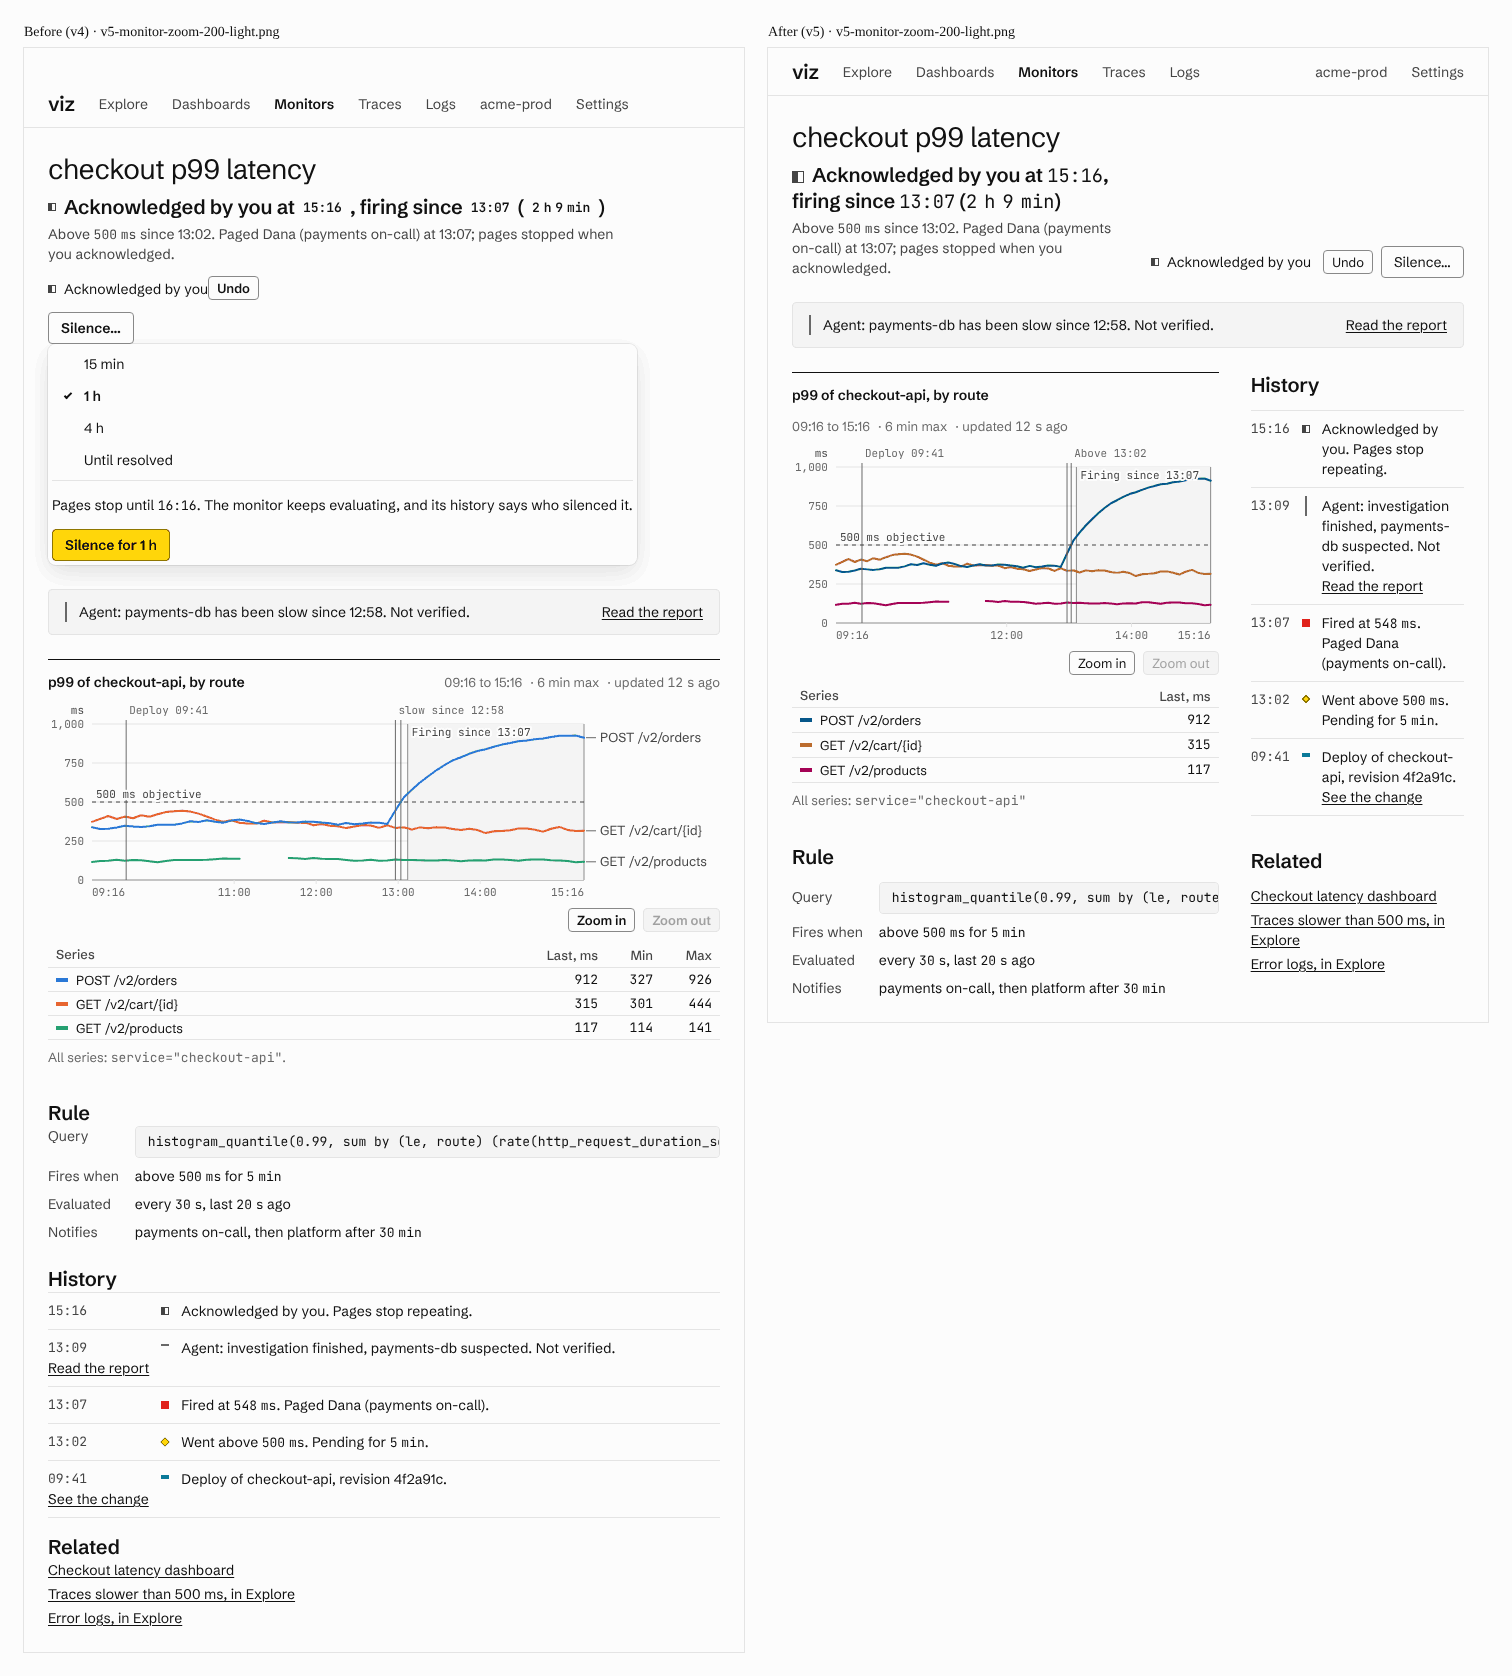 Before (v4) · v5-monitor-zoom-200-light.png
viz Explore Dashboards Monitors Traces Logs acme-prod Settings
checkout p99 latency
Acknowledged by you at 15:16 , firing since 13:07 ( 2 h 9 min )
Above 500 ms since 13:02. Paged Dana (payments on-call) at 13:07; pages stopped when
you acknowledged.
Acknowledged by you Undo
Silence…
15 min
1 h
4 h
Until resolved
Pages stop until 16:16. The monitor keeps evaluating, and its history says who silenced it.
Silence for 1 h
Agent: payments-db has been slow since 12:58. Not verified. Read the report
p99 of checkout-api, by route 09:16 to 15:16 · 6 min max · updated 12 s ago
ms Deploy 09:41 slow since 12:58
1,000 Firing since 13:07
POST /v2/orders
750
500 ms objective
500
GET /v2/cart/{id}
250
GET /v2/products
0
09:16 11:00 12:00 13:00 14:00 15:16
Zoom in Zoom out
Series Last, ms Min Max
POST /v2/orders 912 327 926
GET /v2/cart/{id} 315 301 444
GET /v2/products 117 114 141
All series: service="checkout-api".
Rule
Query histogram_quantile(0.99, sum by (le, route) (rate(http_request_duration_s
Fires when above 500 ms for 5 min
Evaluated every 30 s, last 20 s ago
Notifies payments on-call, then platform after 30 min
History
15:16 Acknowledged by you. Pages stop repeating.
13:09 Agent: investigation finished, payments-db suspected. Not verified.
Read the report
13:07 Fired at 548 ms. Paged Dana (payments on-call).
13:02 Went above 500 ms. Pending for 5 min.
09:41 Deploy of checkout-api, revision 4f2a91c.
See the change
Related
Checkout latency dashboard
Traces slower than 500 ms, in Explore
Error logs, in Explore
After (v5) · v5-monitor-zoom-200-light.png
viz Explore Dashboards Monitors Traces Logs acme-prod Settings
checkout p99 latency
Acknowledged by you at 15:16,
firing since 13:07 (2 h 9 min)
Above 500 ms since 13:02. Paged Dana (payments
on-call) at 13:07; pages stopped when you
acknowledged.
Acknowledged by you Undo Silence…
Agent: payments-db has been slow since 12:58. Not verified. Read the report
p99 of checkout-api, by route
09:16 to 15:16 · 6 min max · updated 12 s ago
ms Deploy 09:41 Above 13:02
1,000 Firing since 13:07
750
500 ms objective
500
250
0
09:16 12:00 14:00 15:16
Zoom in Zoom out
Series Last, ms
POST /v2/orders 912
GET /v2/cart/{id} 315
GET /v2/products 117
All series: service="checkout-api"
Rule
Query histogram_quantile(0.99, sum by (le, route
Fires when above 500 ms for 5 min
Evaluated every 30 s, last 20 s ago
Notifies payments on-call, then platform after 30 min
History
15:16 Acknowledged by
you. Pages stop
repeating.
13:09 Agent: investigation
finished, payments-
db suspected. Not
verified.
Read the report
13:07 Fired at 548 ms.
Paged Dana
(payments on-call).
13:02 Went above 500 ms.
Pending for 5 min.
09:41 Deploy of checkout-
api, revision 4f2a91c.
See the change
Related
Checkout latency dashboard
Traces slower than 500 ms, in
Explore
Error logs, in Explore